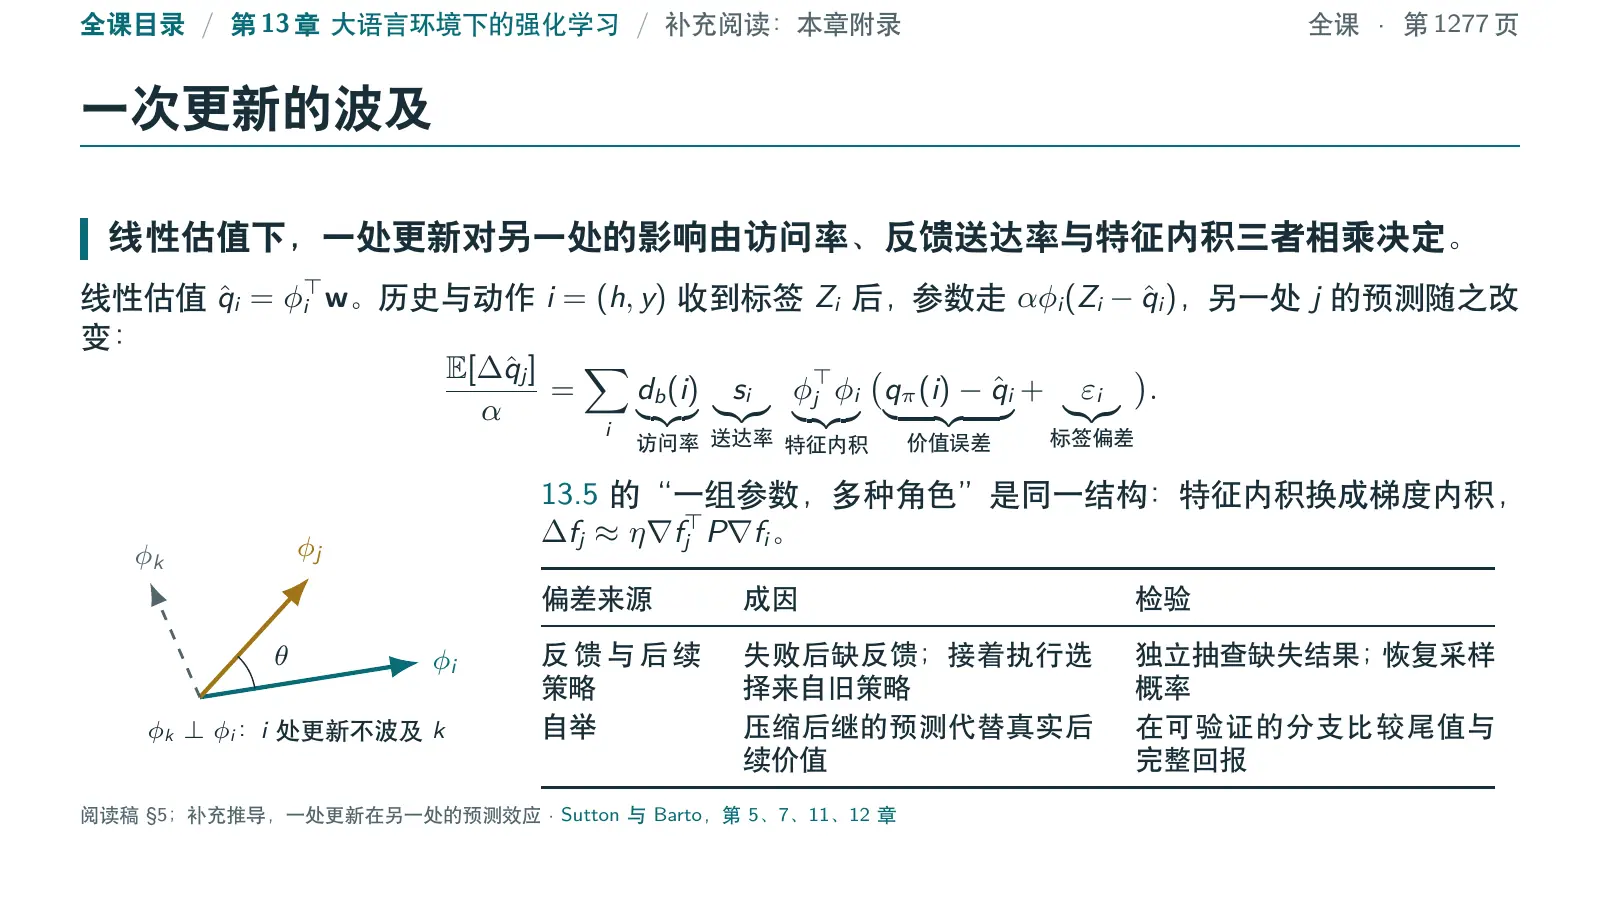 全课目录 / 第 13 章 大语言环境下的强化学习 / 补充阅读：本章附录
全课 · 第 1277 页
一次更新的波及
线性估值下，一处更新对另一处的影响由访问率、反馈送达率与特征内积三者相乘决定。
线性估值 q̂ᵢ = ϕᵢ⊤w。历史与动作 i = (h, y) 收到标签 Zᵢ 后，参数走 αϕᵢ(Zᵢ − q̂ᵢ)，另一处 j 的预测随之改
变：
𝔼[Δq̂ⱼ] / α = ∑ᵢ d_b(i) sᵢ ϕⱼ⊤ϕᵢ (q_π(i) − q̂ᵢ + εᵢ).
访问率 送达率 特征内积 价值误差 标签偏差
13.5 的“一组参数，多种角色”是同一结构：特征内积换成梯度内积，
Δfⱼ ≈ η∇fⱼ⊤P∇fᵢ。
ϕₖ
ϕⱼ
θ
ϕᵢ
ϕₖ ⊥ ϕᵢ：i 处更新不波及 k
偏差来源 成因 检验
反馈与后续 失败后缺反馈；接着执行选 独立抽查缺失结果；恢复采样
策略 择来自旧策略 概率
自举 压缩后继的预测代替真实后 在可验证的分支比较尾值与
续价值 完整回报
阅读稿 §5；补充推导，一处更新在另一处的预测效应 · Sutton 与 Barto，第 5、7、11、12 章